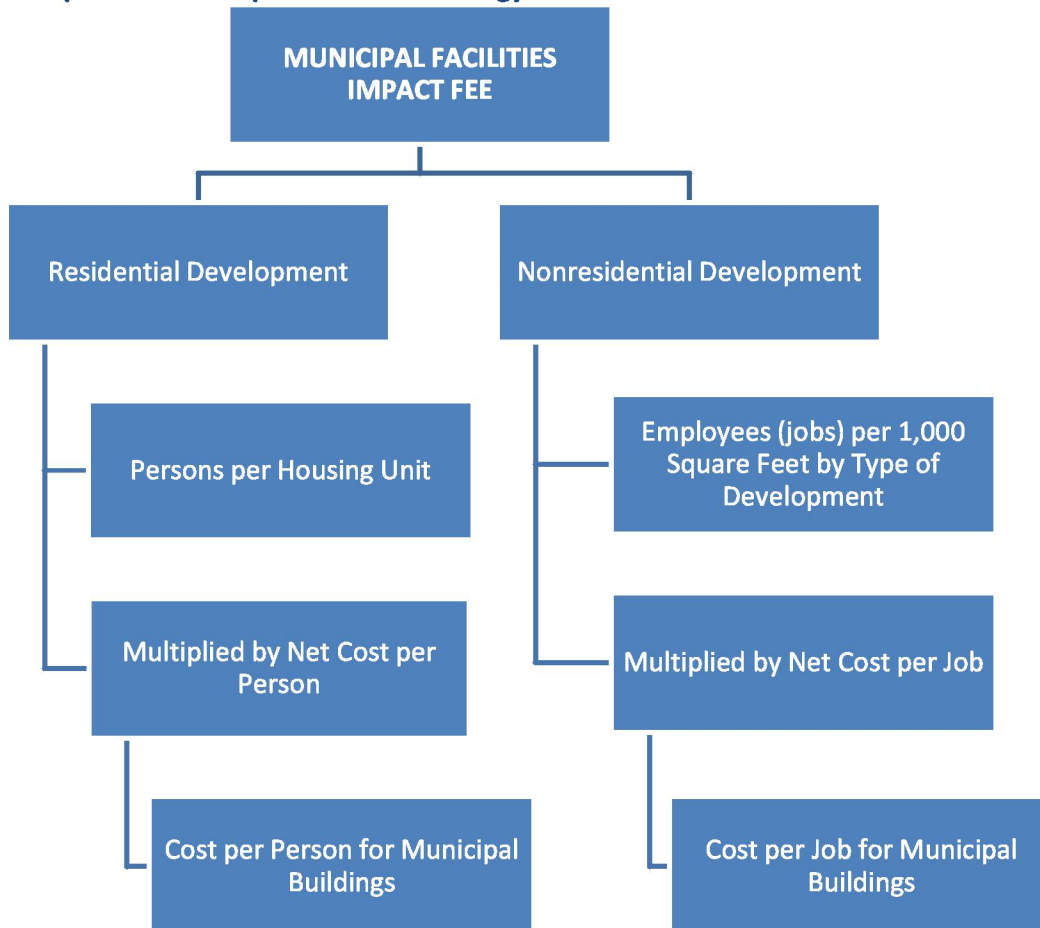 MUNICIPAL FACILITIES
IMPACT FEE
Residential Development
Nonresidential Development
Persons per Housing Unit
Employees (jobs) per 1,000
Square Feet by Type of
Development
Multiplied by Net Cost per
Person
Multiplied by Net Cost per Job
Cost per Person for Municipal
Buildings
Cost per Job for Municipal
Buildings